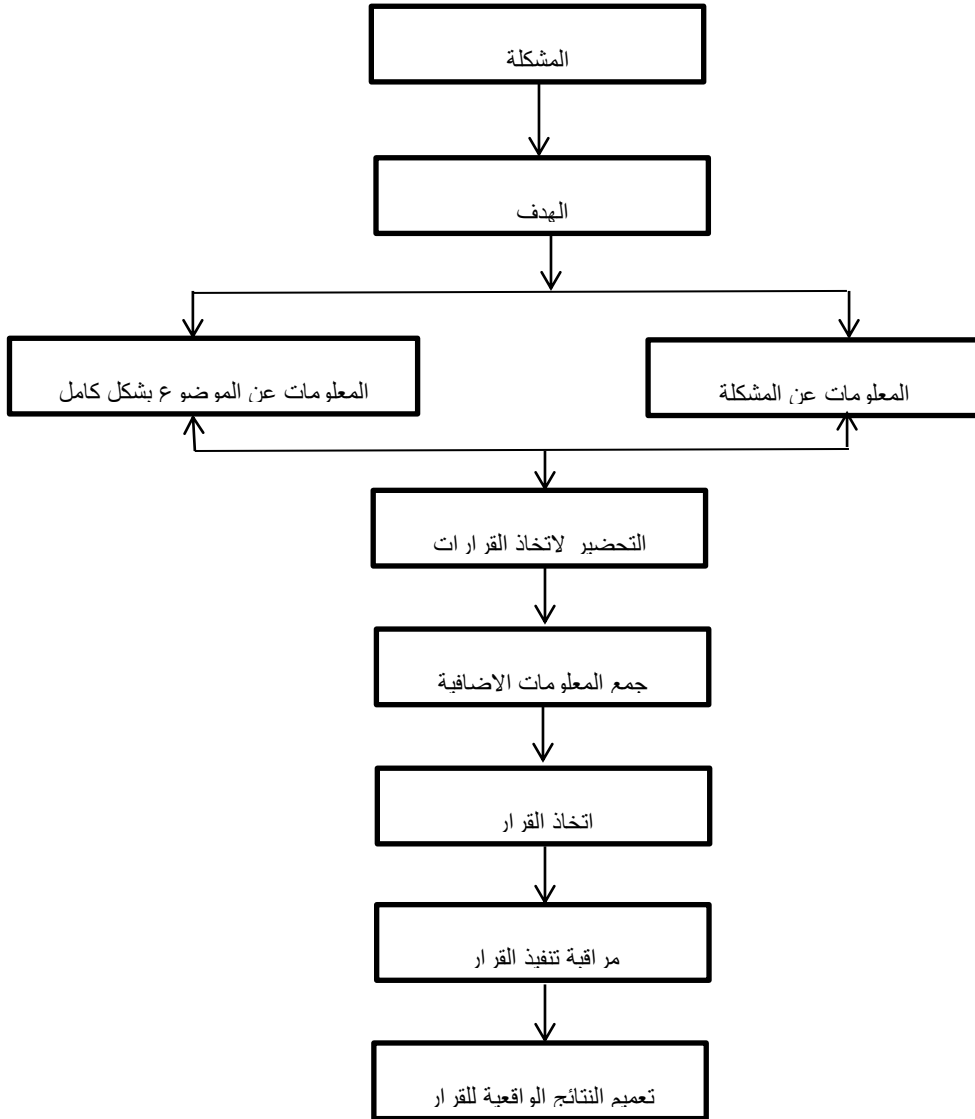 المشكلة
الهدف
المعلومات عن المشكلة
المعلومات عن الموضوع بشكل كامل
التحضير لاتخاذ القرارات
جمع المعلومات الاضافية
اتخاذ القرار
مراقبة تنفيذ القرار
تعميم النتائج الواقعية للقرار